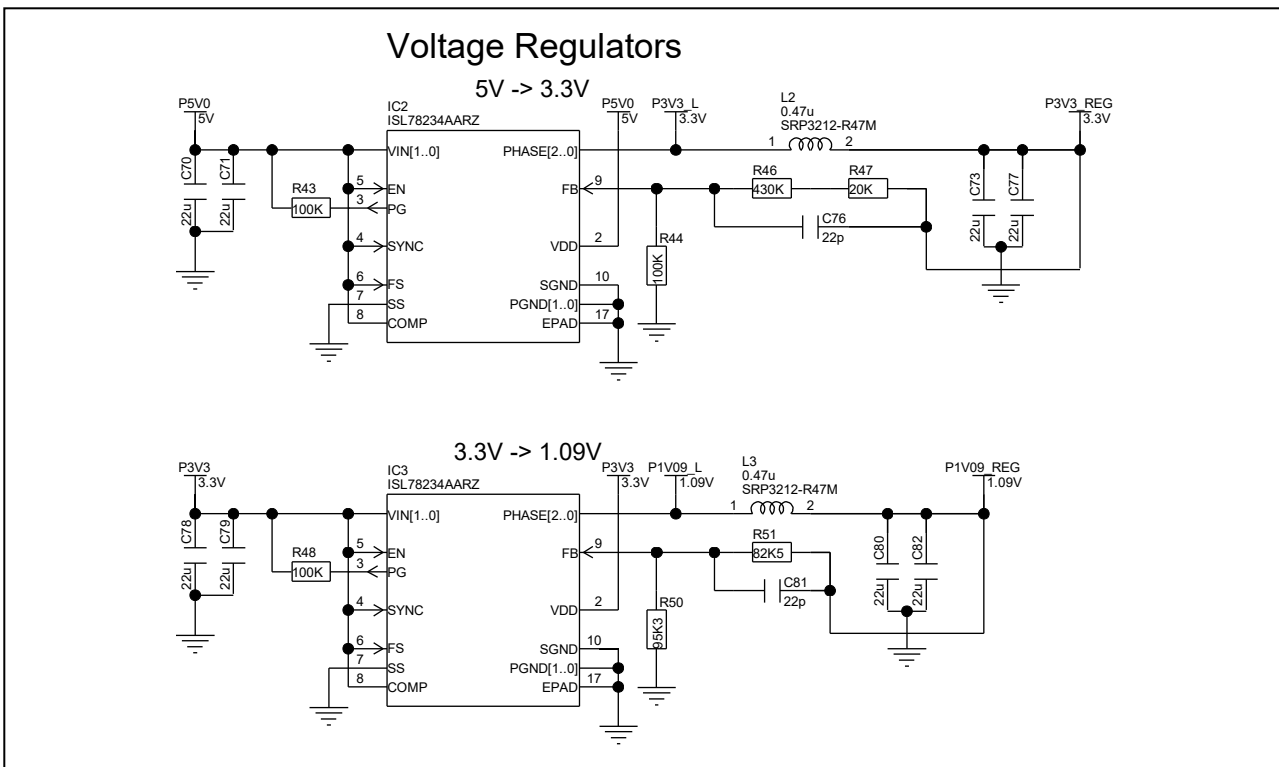 Voltage Regulators
5V -> 3.3V
P5V0
5V
C70
22u
C71
22u
R43
100K
IC2
ISL78234AARZ
VIN[1..0]
5
EN
3
PG
4
SYNC
6
FS
7
SS
8
COMP
PHASE[2..0]
9
FB
2
VDD
10
SGND
PGND[1..0]
17
EPAD
P5V0
5V
P3V3_L
3.3V
L2
0.47u
SRP3212-R47M
1
2
R46
430K
R47
20K
C76
22p
R44
100K
C73
22u
C77
22u
P3V3_REG
3.3V
3.3V -> 1.09V
P3V3
3.3V
C78
22u
C79
22u
R48
100K
IC3
ISL78234AARZ
VIN[1..0]
5
EN
3
PG
4
SYNC
6
FS
7
SS
8
COMP
PHASE[2..0]
9
FB
2
VDD
10
SGND
PGND[1..0]
17
EPAD
P3V3
3.3V
P1V09_L
1.09V
L3
0.47u
SRP3212-R47M
1
2
R51
82K5
C81
22p
R50
95K3
C80
22u
C82
22u
P1V09_REG
1.09V